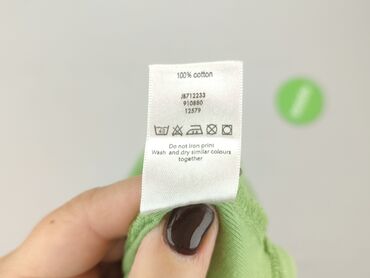 100% cotton
J8712233
910880
12579
Do not iron print
Wash and dry similar colours
together